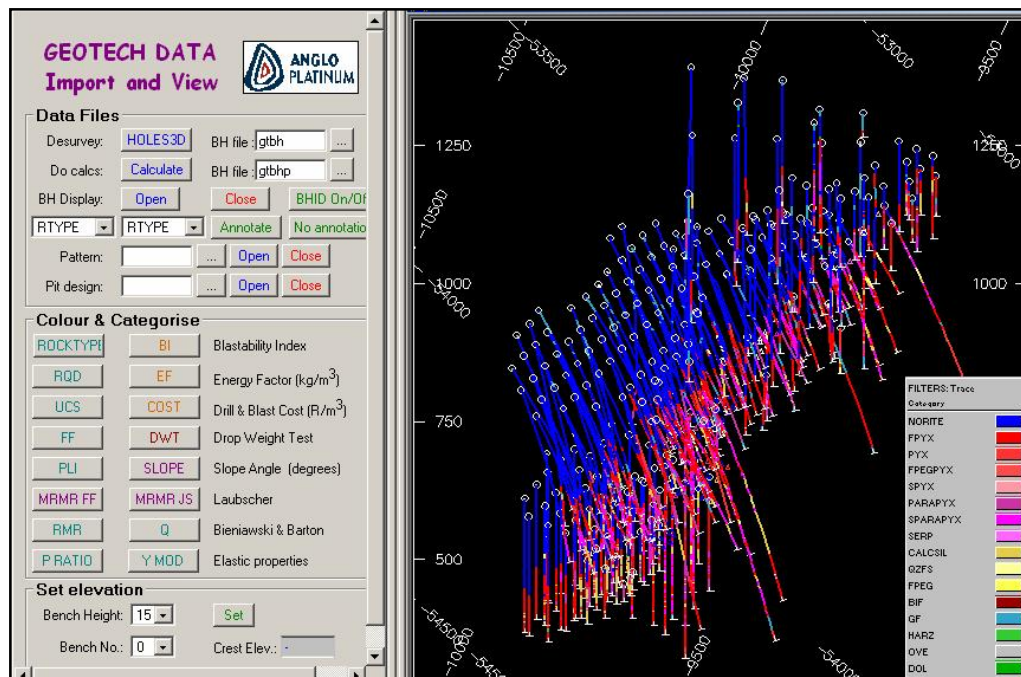 GEOTECH DATA
Import and View
ANGLO
PLATINUM
Data Files
Desurvey: HOLES3D BH file : gtbh ...
Do calcs: Calculate BH file : gtbhp ...
BH Display: Open Close BHID On/Of
RTYPE RTYPE Annotate No annotatio
Pattern: ... Open Close
Pit design: ... Open Close
Colour & Categorise
ROCKTYPE BI Blastability Index
RQD EF Energy Factor (kg/m³)
UCS COST Drill & Blast Cost (R/m³)
FF DWT Drop Weight Test
PLI SLOPE Slope Angle (degrees)
MRMR FF MRMR JS Laubscher
RMR Q Bieniawski & Barton
P RATIO Y MOD Elastic properties
Set elevation
Bench Height: 15 Set
Bench No.: 0 Crest Elev.: -
-10500 -53500 -10000 -53000 -9500
1250 1250
-10500
1000 1000
-54000
750
500
-54500 -10000 -9500 -54000
FILTERS: Trace
Category
NORITE
FPYX
PYX
FPEGPYX
SPYX
PARAPYX
SPARAPYX
SERP
CALCSIL
QZFS
FPEG
BIF
GF
HARZ
OVE
DOL